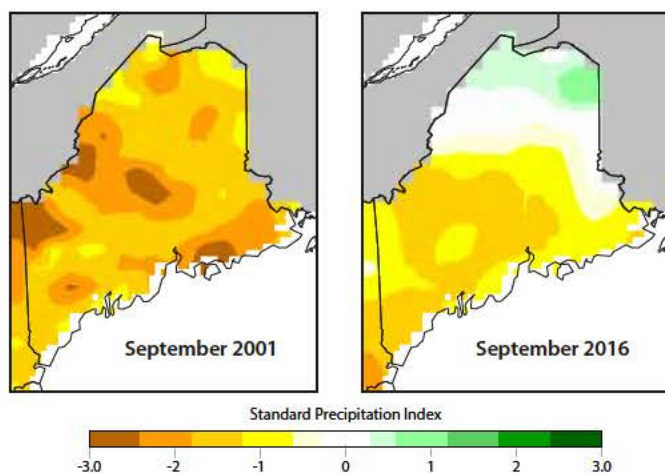 September 2001
September 2016
Standard Precipitation Index
-3.0 -2 -1 0 1 2 3.0